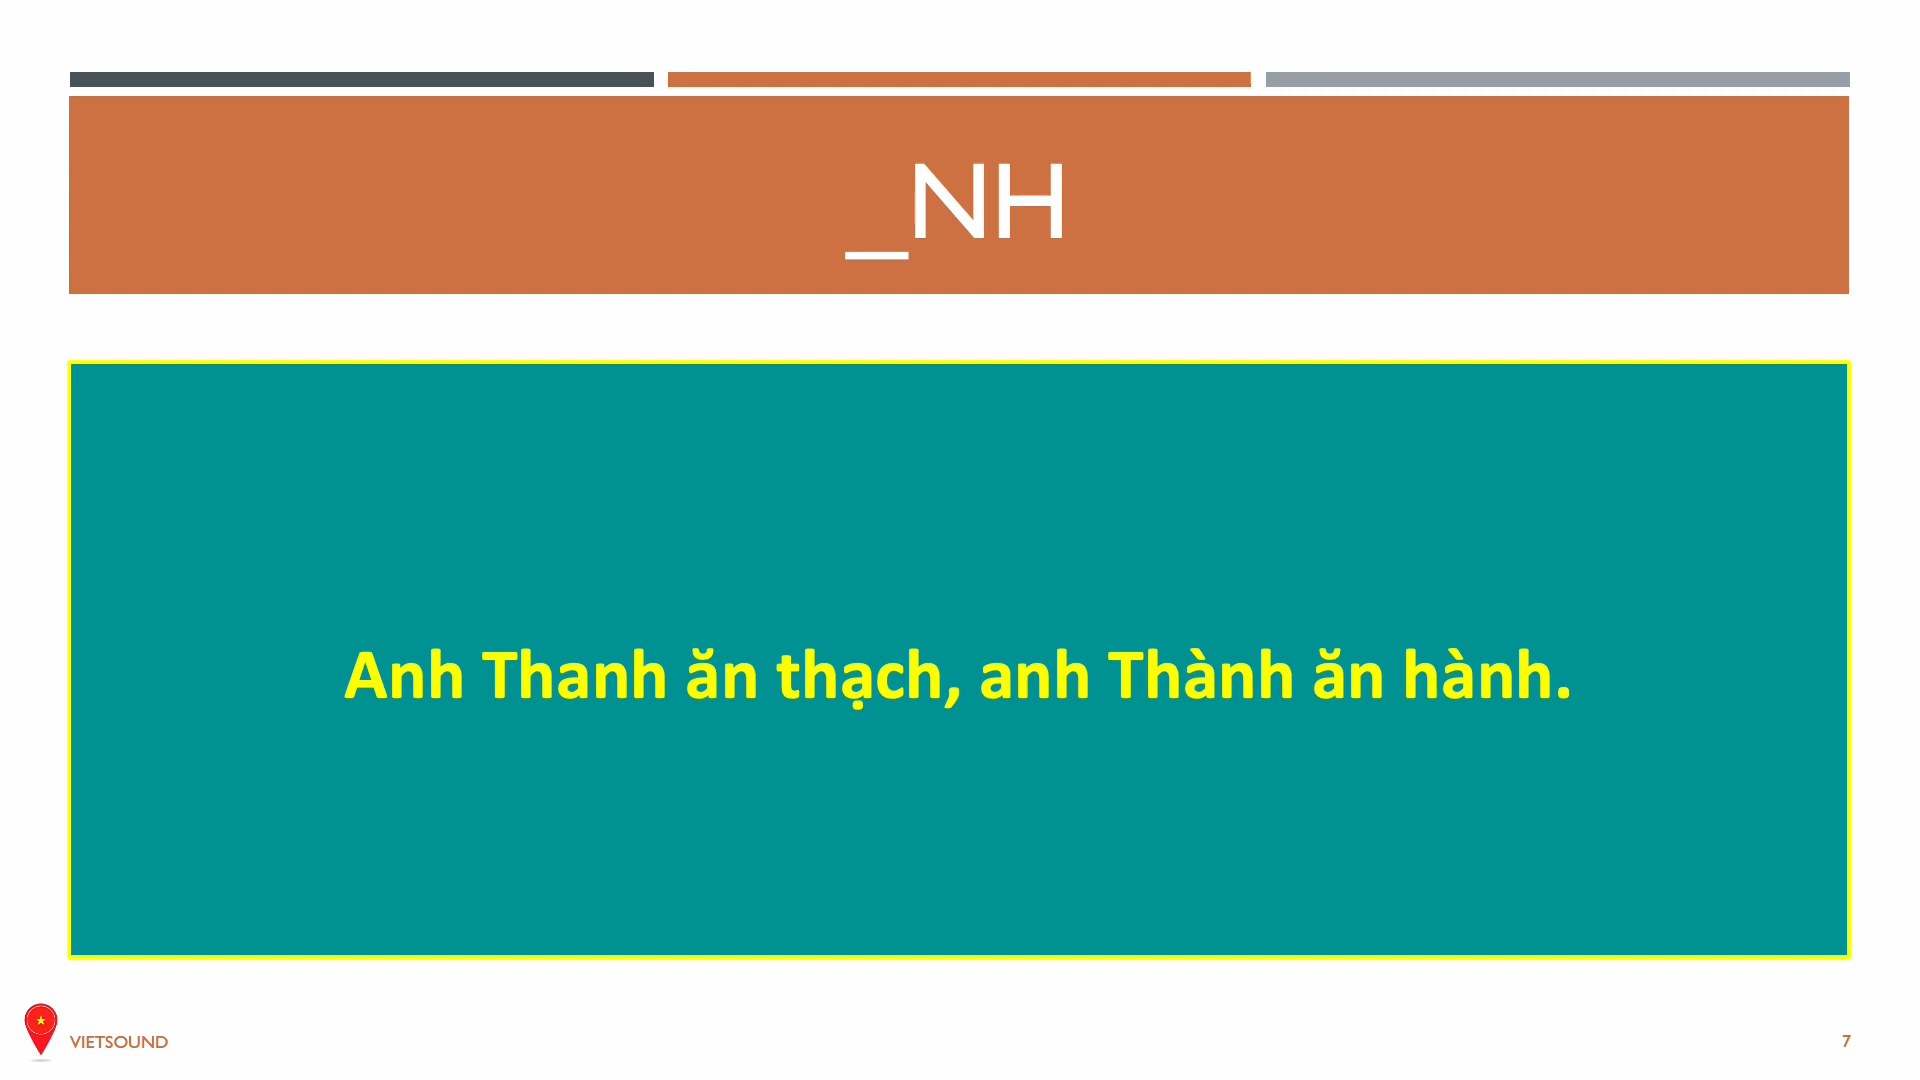 _NH
Anh Thanh ăn thạch, anh Thành ăn hành.
VIETSOUND
7